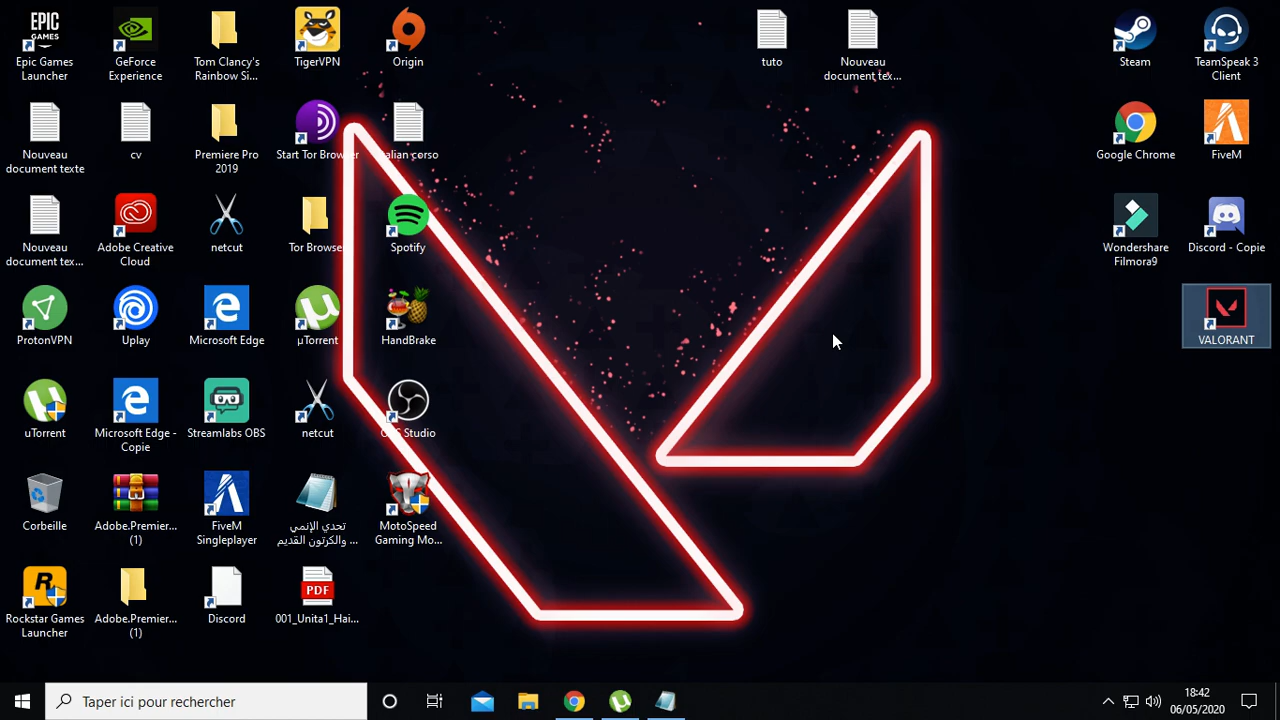 EPIC
GAMES
Epic Games
Launcher
GeForce
Experience
Tom Clancy's
Rainbow Si...
TigerVPN
Origin
tuto
Nouveau
document tex...
Steam
TeamSpeak 3
Client
Nouveau
document texte
cv
Premiere Pro
2019
Start Tor Browser
italian corso
Google Chrome
FiveM
Nouveau
document tex...
Adobe Creative
Cloud
netcut
Tor Browser
Spotify
Wondershare
Filmora9
Discord - Copie
ProtonVPN
Uplay
Microsoft Edge
µTorrent
HandBrake
VALORANT
uTorrent
Microsoft Edge -
Copie
Streamlabs OBS
netcut
OBS Studio
Corbeille
Adobe.Premier...
(1)
FiveM
Singleplayer
تحدي الإنمي
والكرتون القديم ...
MotoSpeed
Gaming Mo...
Rockstar Games
Launcher
Adobe.Premier...
(1)
Discord
PDF
001_Unita1_Hai...
Taper ici pour rechercher
18:42
06/05/2020